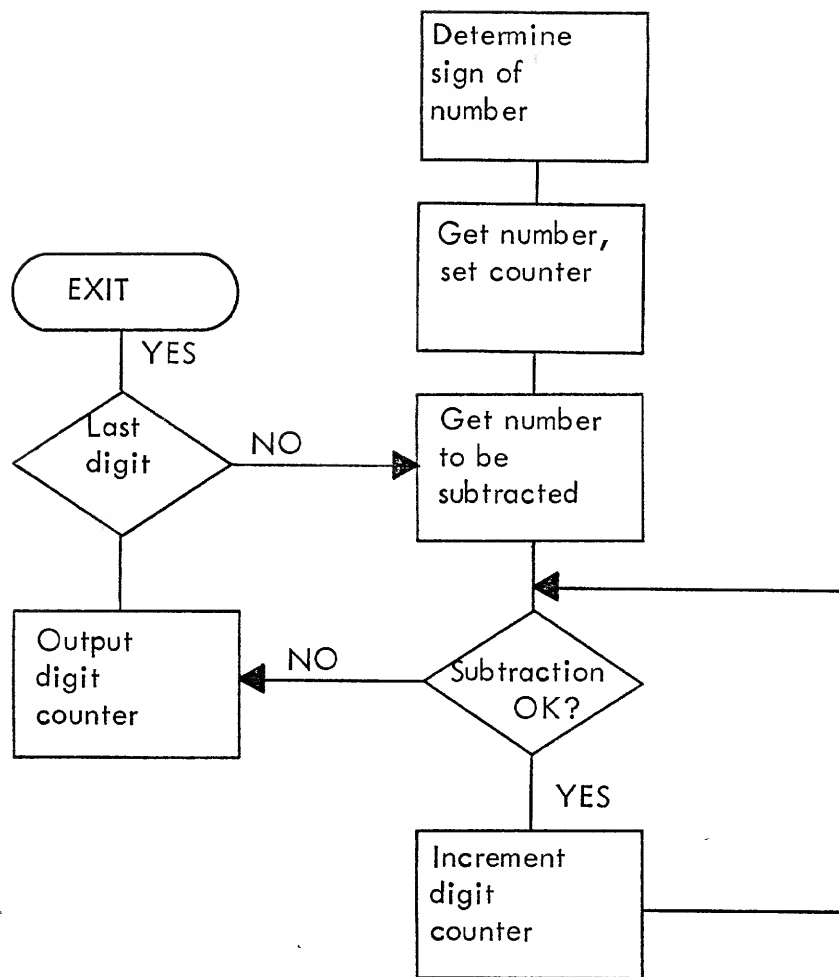 Determine
sign of
number
Get number,
set counter
EXIT
YES
Last
digit
NO
Get number
to be
subtracted
Output
digit
counter
NO
Subtraction
OK?
YES
Increment
digit
counter